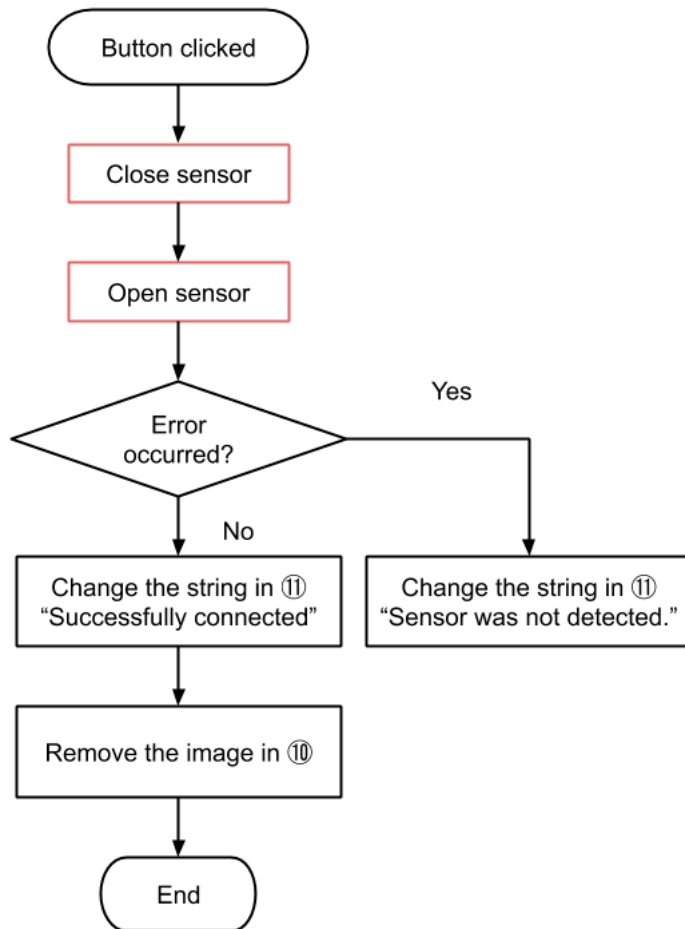 Button clicked
Close sensor
Open sensor
Yes
Error
occurred?
No
Change the string in ⑪
“Successfully connected”
Change the string in ⑪
“Sensor was not detected.”
Remove the image in ⑩
End